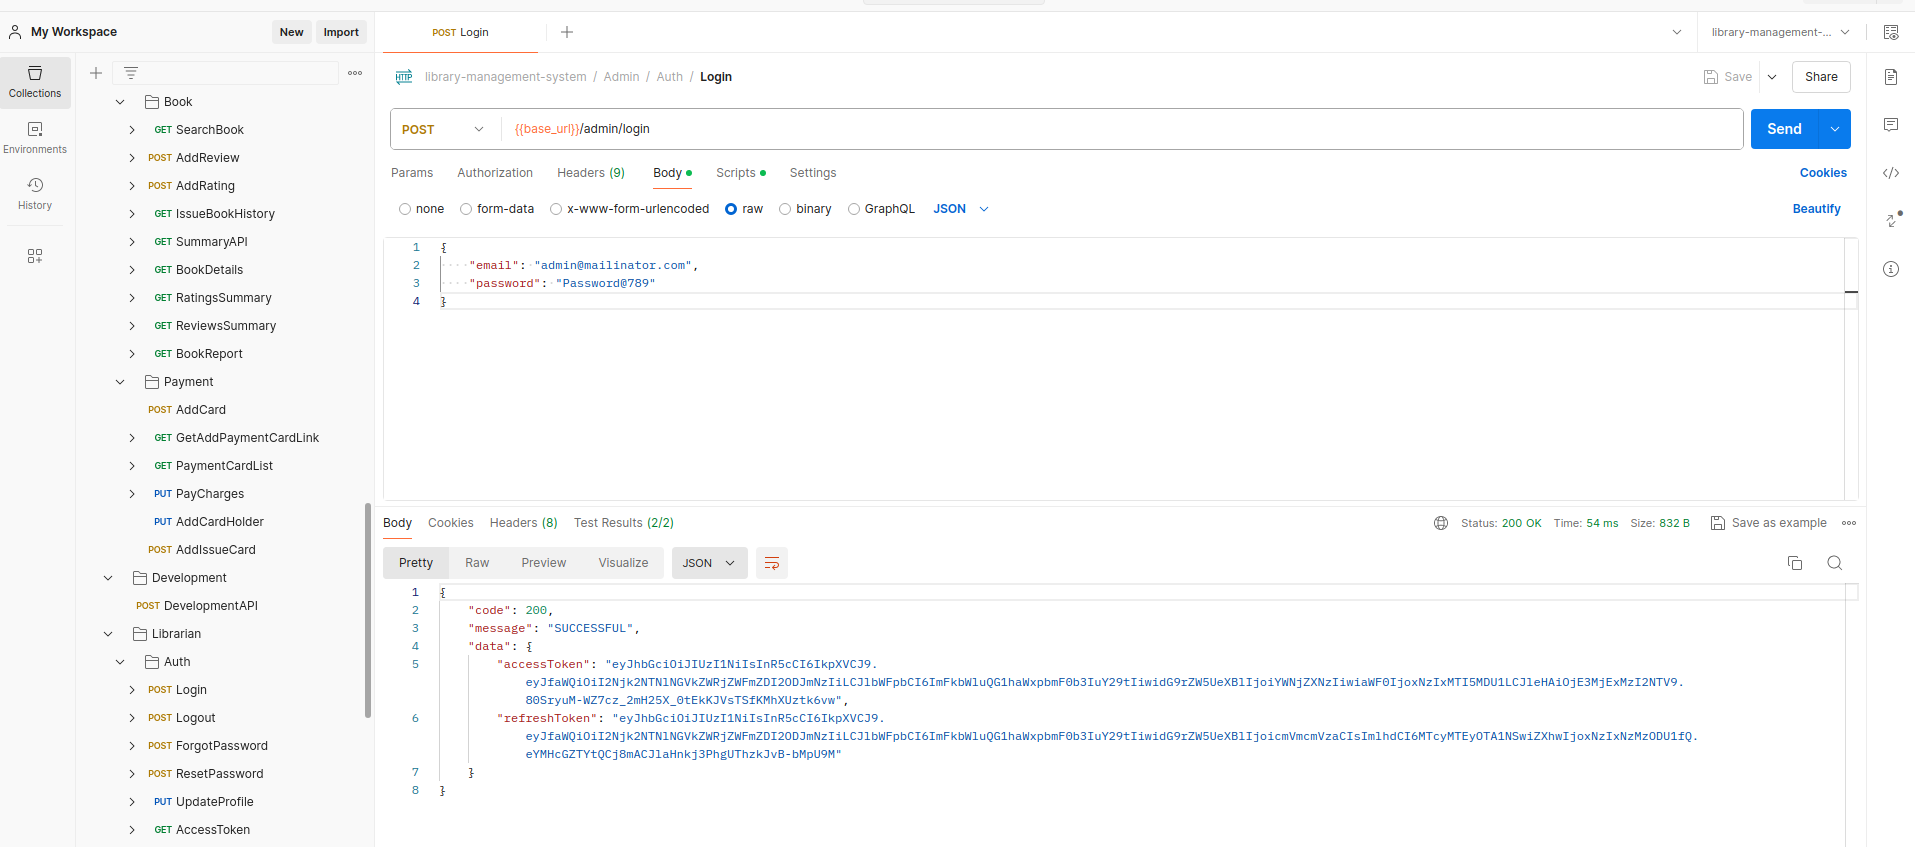 My Workspace
New
Import
POST Login
library-management-...
Collections
Environments
History
Book
GET SearchBook
POST AddReview
POST AddRating
GET IssueBookHistory
GET SummaryAPI
GET BookDetails
GET RatingsSummary
GET ReviewsSummary
GET BookReport
Payment
POST AddCard
GET GetAddPaymentCardLink
GET PaymentCardList
PUT PayCharges
PUT AddCardHolder
POST AddIssueCard
Development
POST DevelopmentAPI
Librarian
Auth
POST Login
POST Logout
POST ForgotPassword
POST ResetPassword
PUT UpdateProfile
GET AccessToken
HTTP library-management-system / Admin / Auth / Login
Save
Share
POST {{base_url}}/admin/login
Send
Params Authorization Headers (9) Body Scripts Settings
Cookies
none form-data x-www-form-urlencoded raw binary GraphQL JSON
Beautify
1 {
2 "email": "admin@mailinator.com",
3 "password": "Password@789"
4 }
Body Cookies Headers (8) Test Results (2/2)
Status: 200 OK Time: 54 ms Size: 832 B Save as example
Pretty Raw Preview Visualize JSON
1 {
2 "code": 200,
3 "message": "SUCCESSFUL",
4 "data": {
5 "accessToken": "eyJhbGciOiJIUzI1NiIsInR5cCI6IkpXVCJ9.
eyJfaWQiOiI2Njk2NTNlNGVkZWRjZWFmZDI2ODJmNzIiLCJlbWFpbCI6ImFkbWluQG1haWxpbmF0b3IuY29tIiwidG9rZW5UeXBlIjoiYWNjZXNzIiwiaWF0IjoxNzIxMTI5MDU1LCJleHAiOjE3MjExMzI2NTV9.
80SryuM-WZ7cz_2mH25X_0tEkKJVsTSfKMhXUztk6vw",
6 "refreshToken": "eyJhbGciOiJIUzI1NiIsInR5cCI6IkpXVCJ9.
eyJfaWQiOiI2Njk2NTNlNGVkZWRjZWFmZDI2ODJmNzIiLCJlbWFpbCI6ImFkbWluQG1haWxpbmF0b3IuY29tIiwidG9rZW5UeXBlIjoicmVmcmVzaCIsImlhdCI6MTcyMTEyOTA1NSwiZXhwIjoxNzIxNzMzODU1fQ.
eYMHcGZTYtQCj8mACJlaHnkj3PhgUThzkJvB-bMpU9M"
7 }
8 }